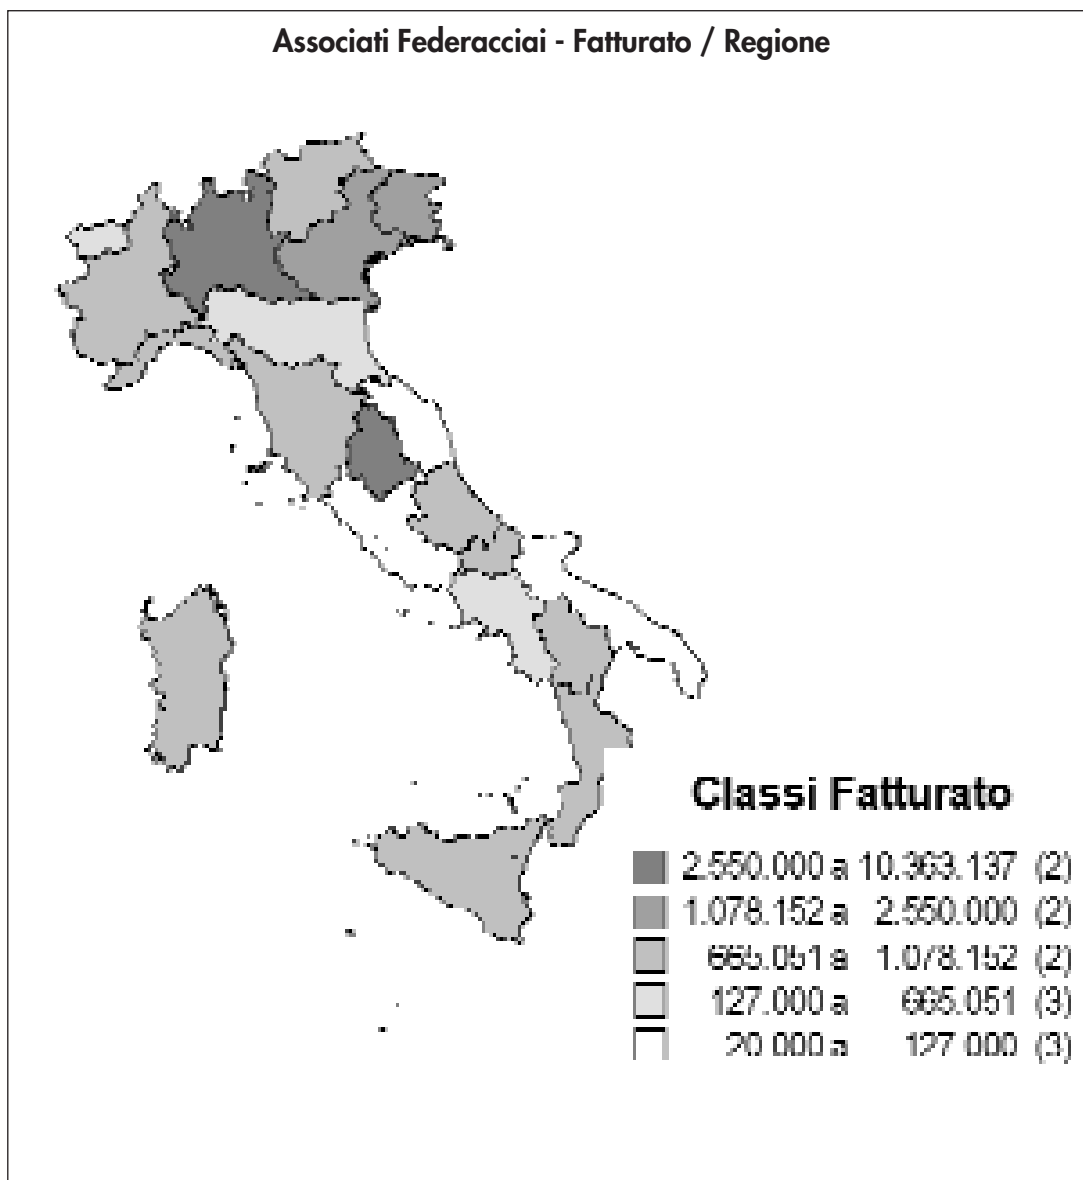 Associati Federacciai - Fatturato / Regione
Classi Fatturato
2.550.000 a 10.363.137 (2)
1.078.152 a 2.550.000 (2)
665.051 a 1.078.152 (2)
127.000 a 665.051 (3)
20.000 a 127.000 (3)